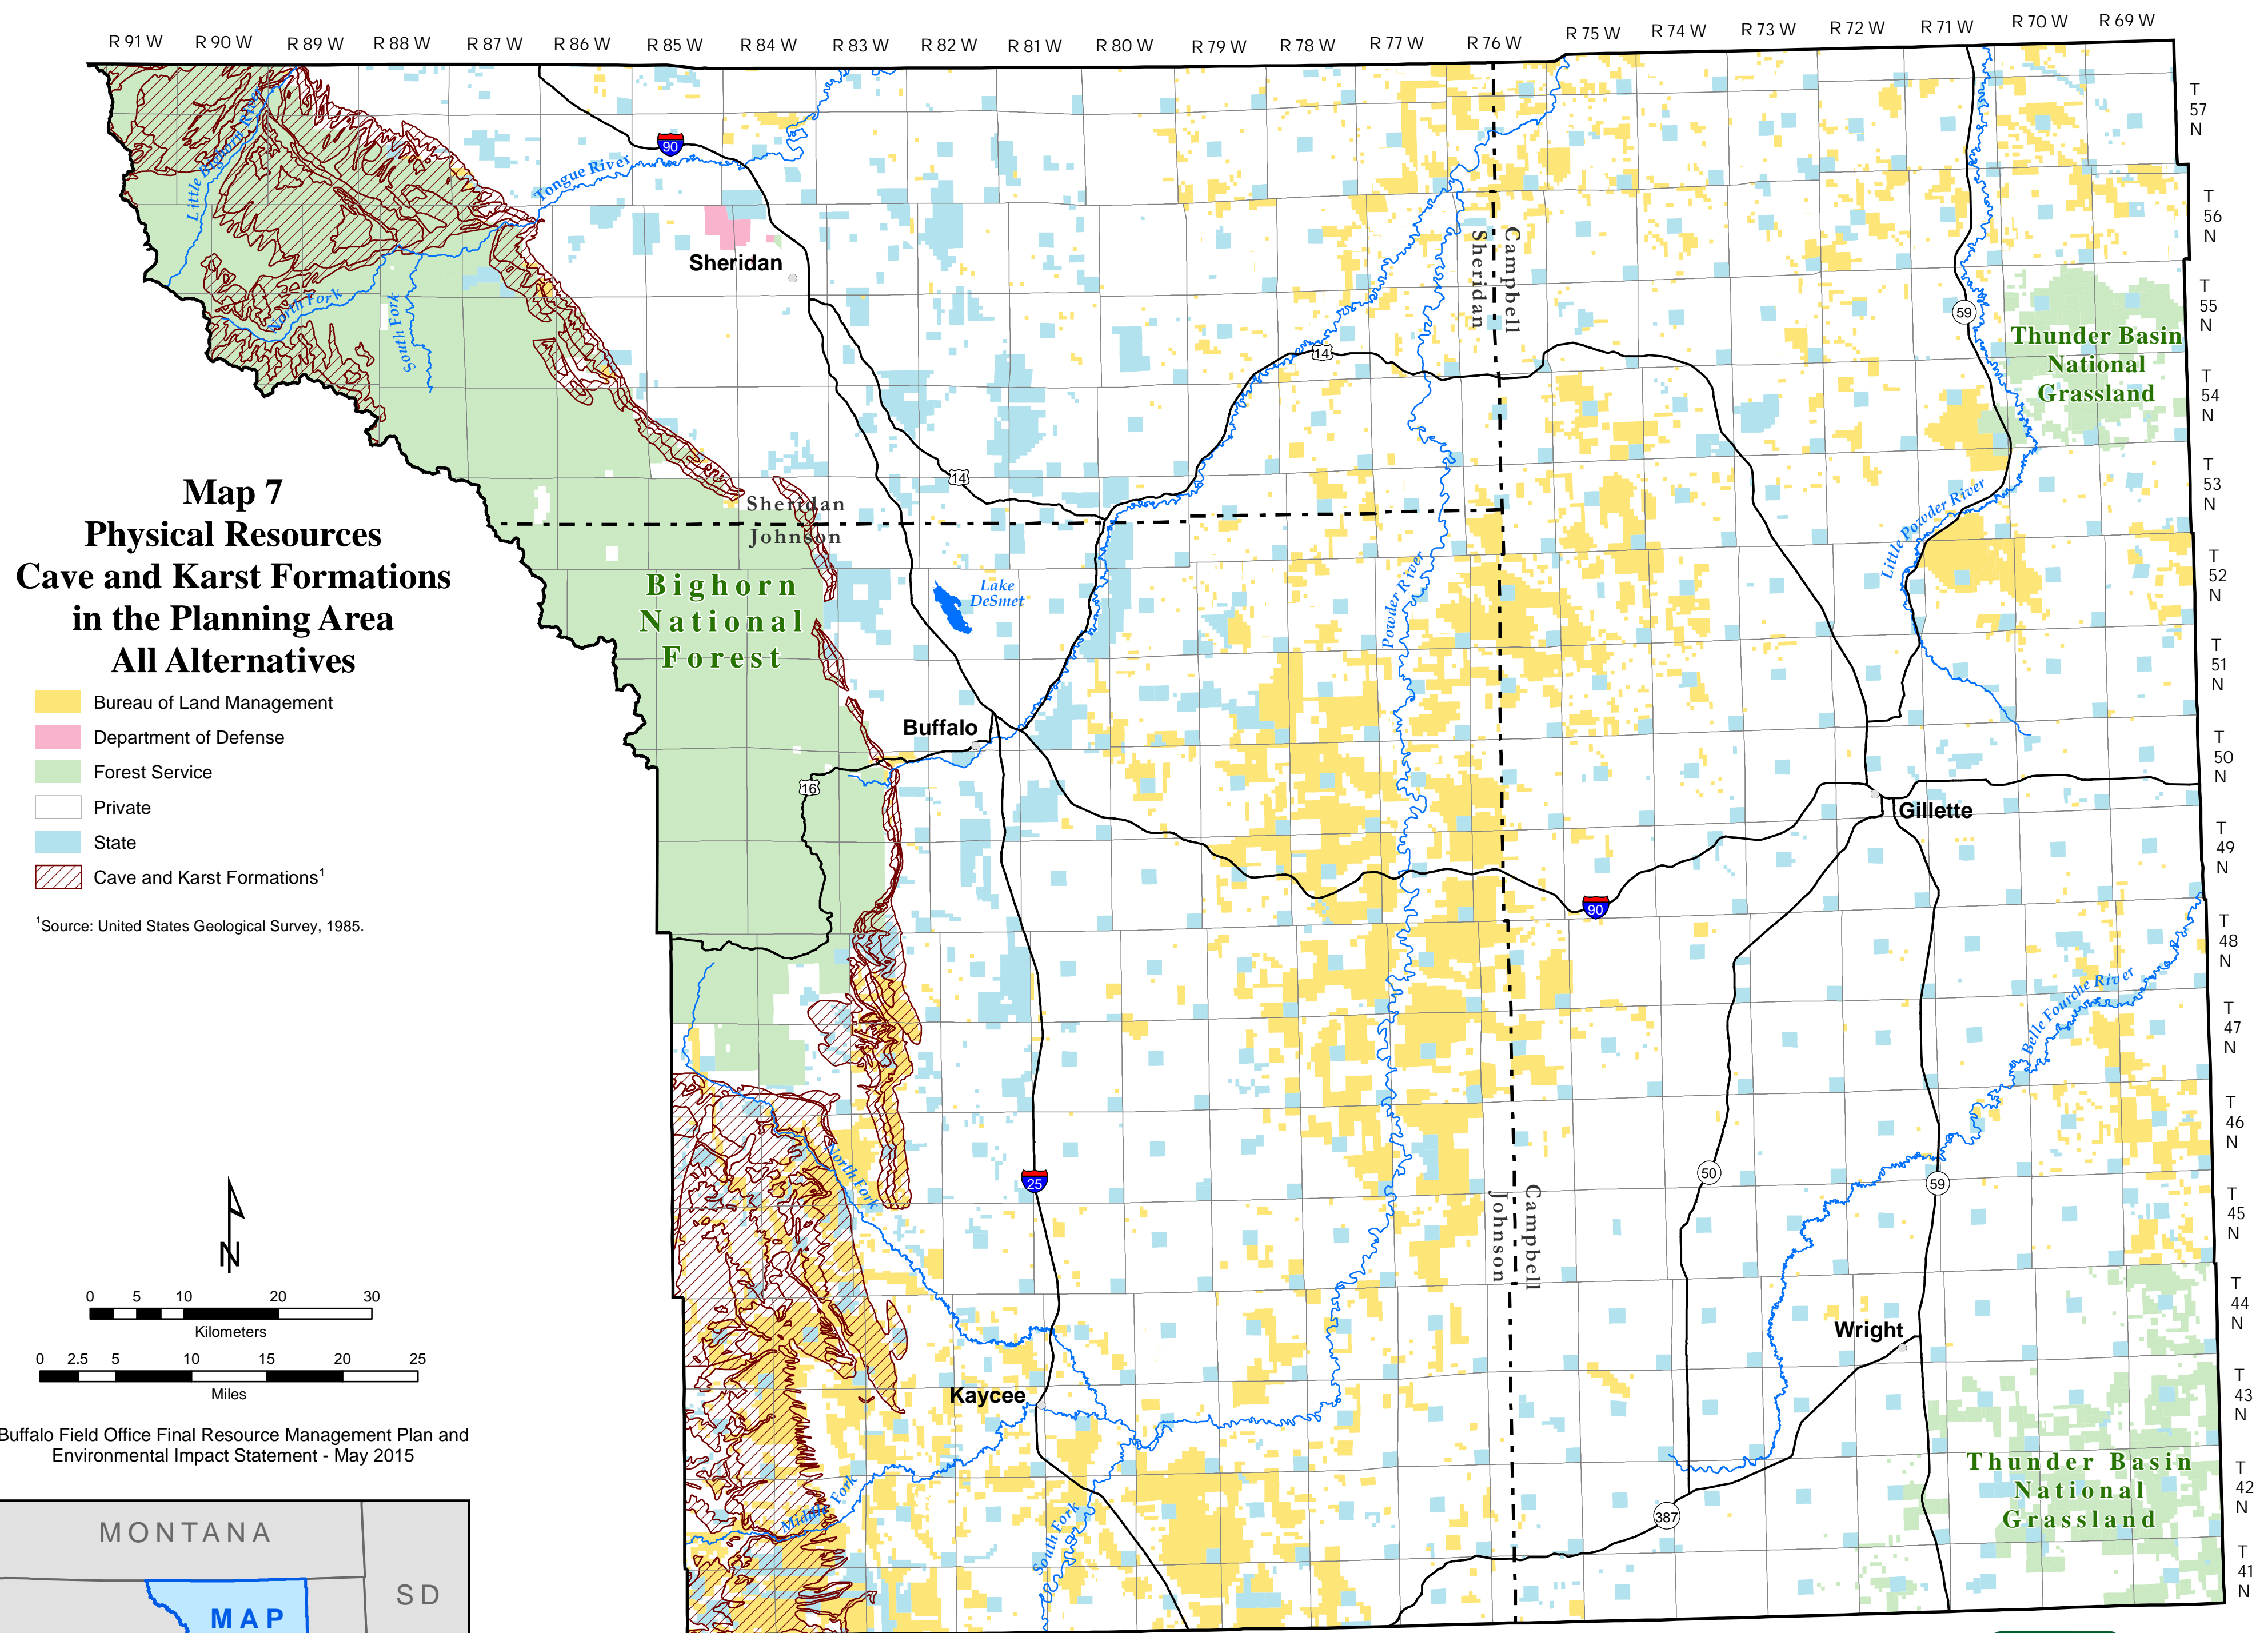 R 91 W R 90 W R 89 W R 88 W R 87 W R 86 W R 85 W R 84 W R 83 W R 82 W R 81 W R 80 W R 79 W R 78 W R 77 W R 76 W R 75 W R 74 W R 73 W R 72 W R 71 W R 70 W R 69 W
T
57
N
T
56
N
T
55
N
T
54
N
T
53
N
T
52
N
T
51
N
T
50
N
T
49
N
T
48
N
T
47
N
T
46
N
T
45
N
T
44
N
T
43
N
T
42
N
T
41
N
90
Tongue River
Little Bighorn River
Sheridan
North Fork
South Fork
Sheridan
Campbell
59
Thunder Basin
National
Grassland
14
14
Sheridan
Johnson
Bighorn
National
Forest
Lake
DeSmet
Powder River
Little Powder River
Buffalo
16
Gillette
90
Belle Fourche River
North Fork
25
50
59
Johnson
Campbell
Wright
Kaycee
Middle Fork
South Fork
387
Thunder Basin
National
Grassland
Map 7
Physical Resources
Cave and Karst Formations
in the Planning Area
All Alternatives
Bureau of Land Management
Department of Defense
Forest Service
Private
State
Cave and Karst Formations1
1Source: United States Geological Survey, 1985.
N
0 5 10 20 30
Kilometers
0 2.5 5 10 15 20 25
Miles
Buffalo Field Office Final Resource Management Plan and
Environmental Impact Statement - May 2015
MONTANA
SD
MAP